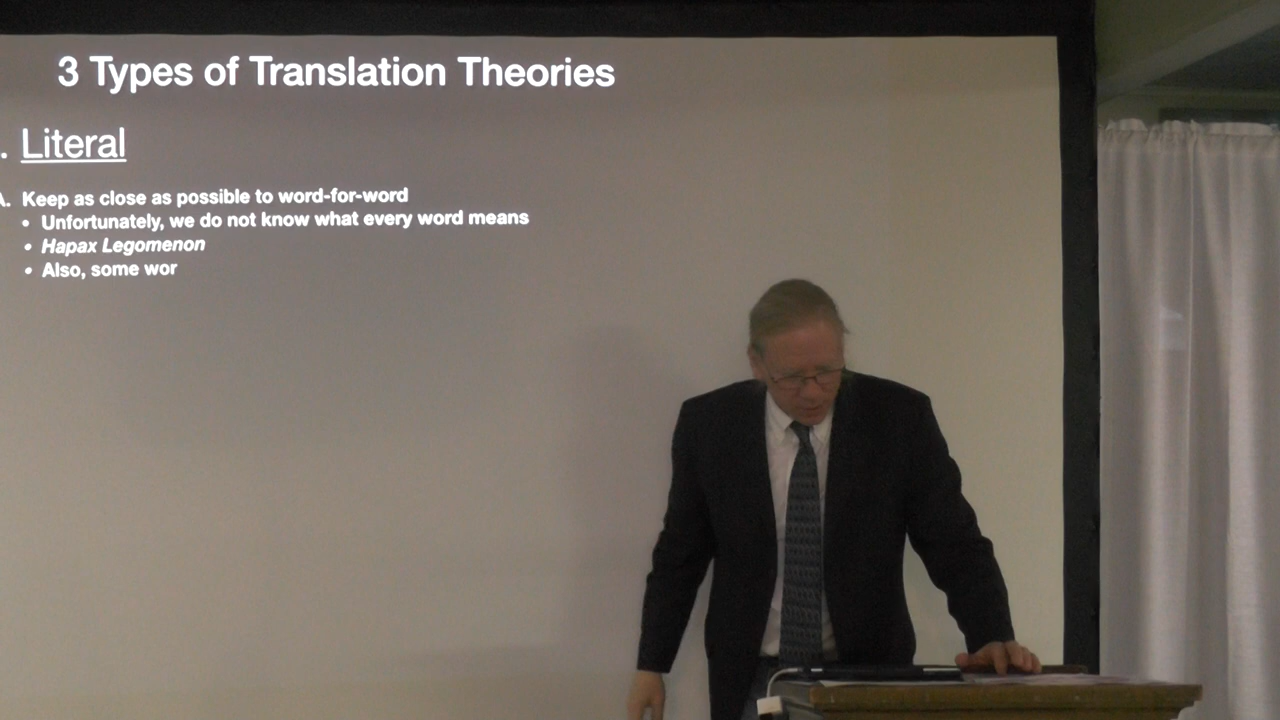 3 Types of Translation Theories
. Literal
A. Keep as close as possible to word-for-word
• Unfortunately, we do not know what every word means
• Hapax Legomenon
• Also, some wor